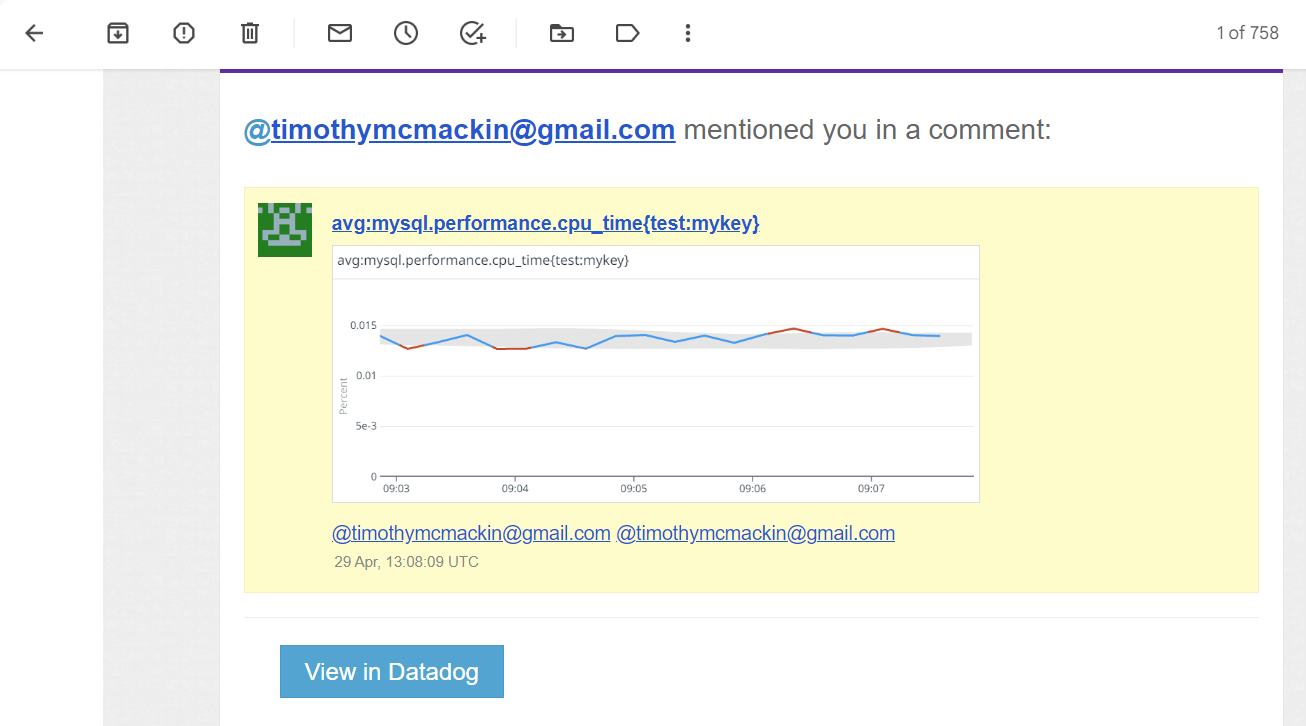 1 of 758
@timothymcmackin@gmail.com mentioned you in a comment:
avg:mysql.performance.cpu_time{test:mykey}
avg:mysql.performance.cpu_time{test:mykey}
0.015
0.01
5e-3
0
Percent
09:03 09:04 09:05 09:06 09:07
@timothymcmackin@gmail.com @timothymcmackin@gmail.com
29 Apr, 13:08:09 UTC
View in Datadog